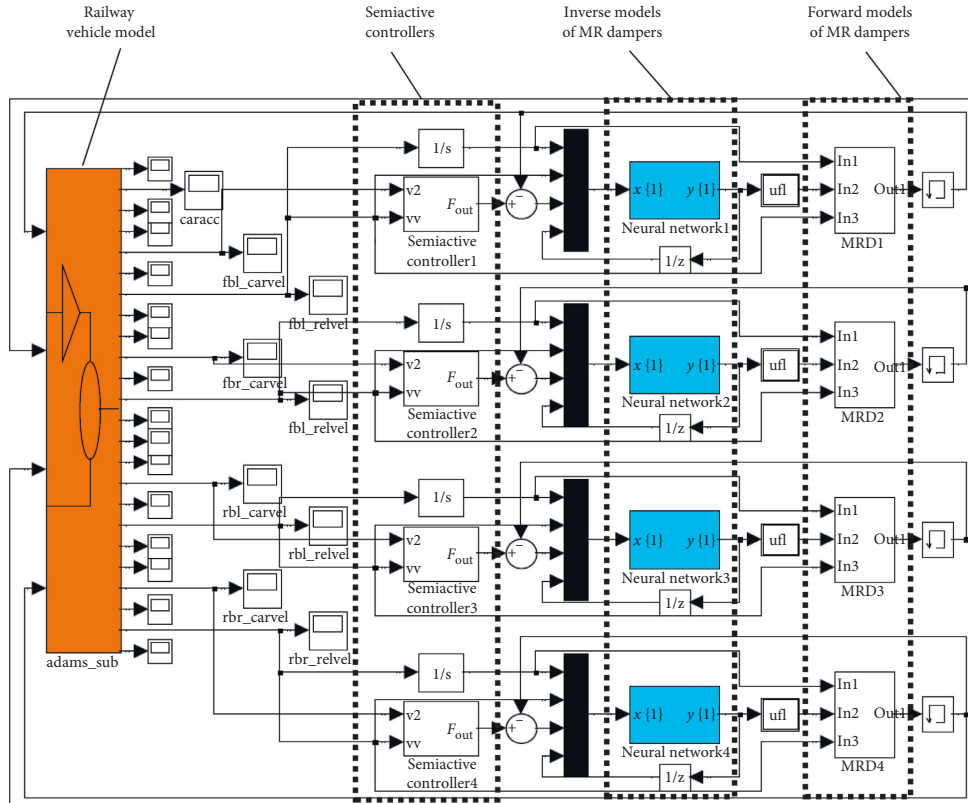 Railway
vehicle model
Semiactive
controllers
Inverse models
of MR dampers
Forward models
of MR dampers
1/s
v2
vv
Fout
Semiactive
controller1
+
−
x {1}
y {1}
Neural network1
1/z
ufl
In1
In2
In3
Out1
MRD1
caracc
fbl_carvel
fbl_relvel
1/s
v2
vv
Fout
Semiactive
controller2
+
−
x {1}
y {1}
Neural network2
1/z
ufl
In1
In2
In3
Out1
MRD2
fbr_carvel
fbl_relvel
1/s
v2
vv
Fout
Semiactive
controller3
+
−
x {1}
y {1}
Neural network3
1/z
ufl
In1
In2
In3
Out1
MRD3
rbl_carvel
rbl_relvel
rbr_carvel
rbr_relvel
adams_sub
1/s
v2
vv
Fout
Semiactive
controller4
+
−
x {1}
y {1}
Neural network4
1/z
ufl
In1
In2
In3
Out1
MRD4